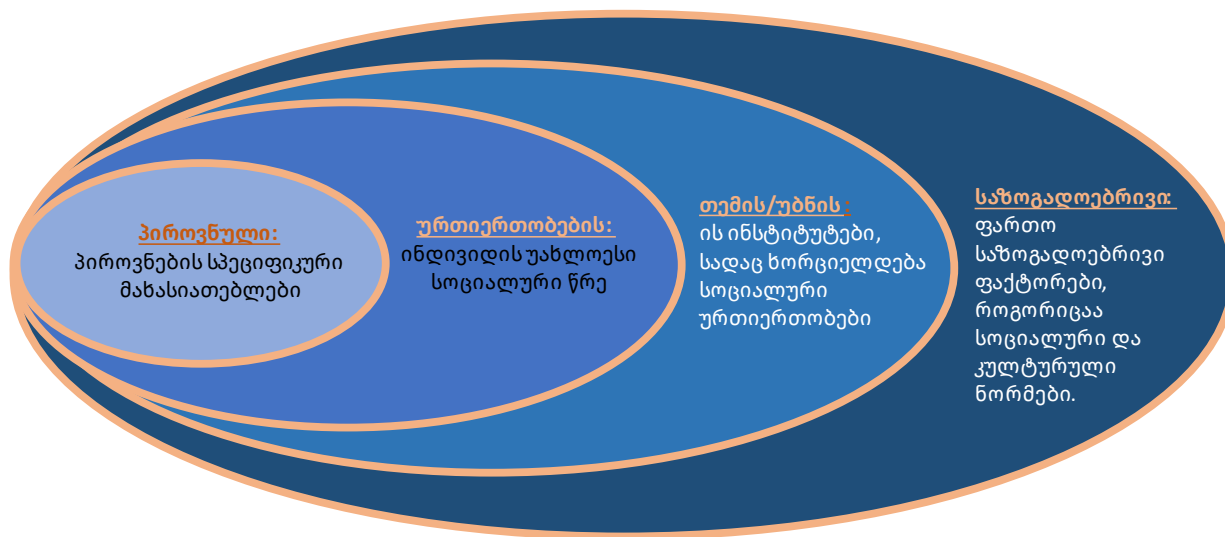 პიროვნული:
პიროვნების სპეციფიკური
მახასიათებლები
ურთიერთობების:
ინდივიდის უახლოესი
სოციალური წრე
თემის/უბნის:
ის ინსტიტუტები,
სადაც ხორციელდება
სოციალური
ურთიერთობები
საზოგადოებრივი:
ფართო
საზოგადოებრივი
ფაქტორები,
როგორიცაა
სოციალური და
კულტურული
ნორმები.